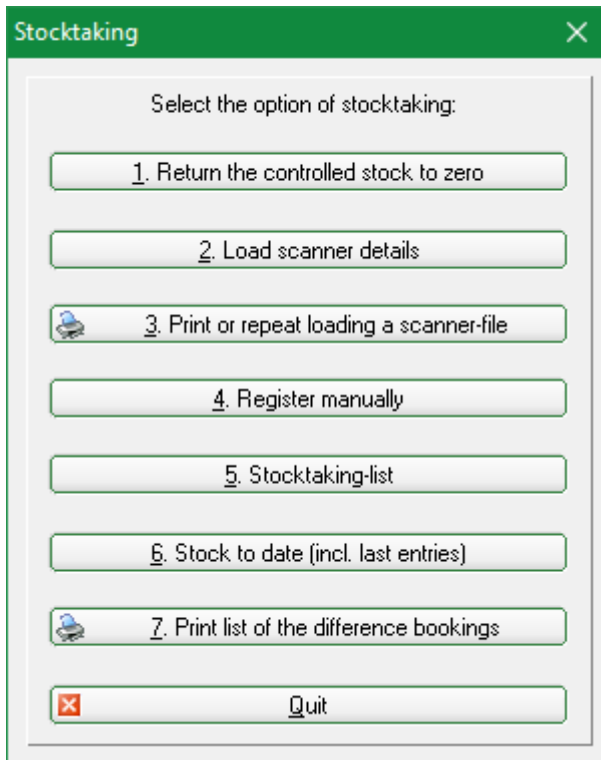 Stocktaking
Select the option of stocktaking:
1. Return the controlled stock to zero
2. Load scanner details
3. Print or repeat loading a scanner-file
4. Register manually
5. Stocktaking-list
6. Stock to date (incl. last entries)
7. Print list of the difference bookings
Quit